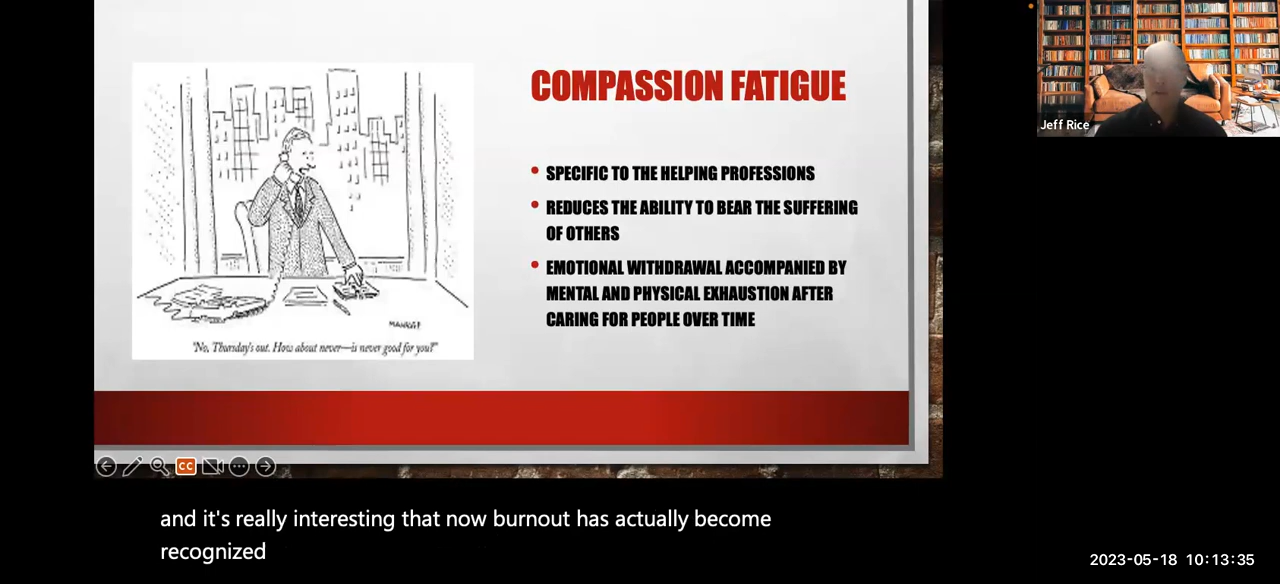 COMPASSION FATIGUE
SPECIFIC TO THE HELPING PROFESSIONS
REDUCES THE ABILITY TO BEAR THE SUFFERING
OF OTHERS
EMOTIONAL WITHDRAWAL ACCOMPANIED BY
MENTAL AND PHYSICAL EXHAUSTION AFTER
CARING FOR PEOPLE OVER TIME
MANKOFF
"No, Thursday's out. How about never—is never good for you?"
Jeff Rice
CC
and it's really interesting that now burnout has actually become
recognized
2023-05-18 10:13:35